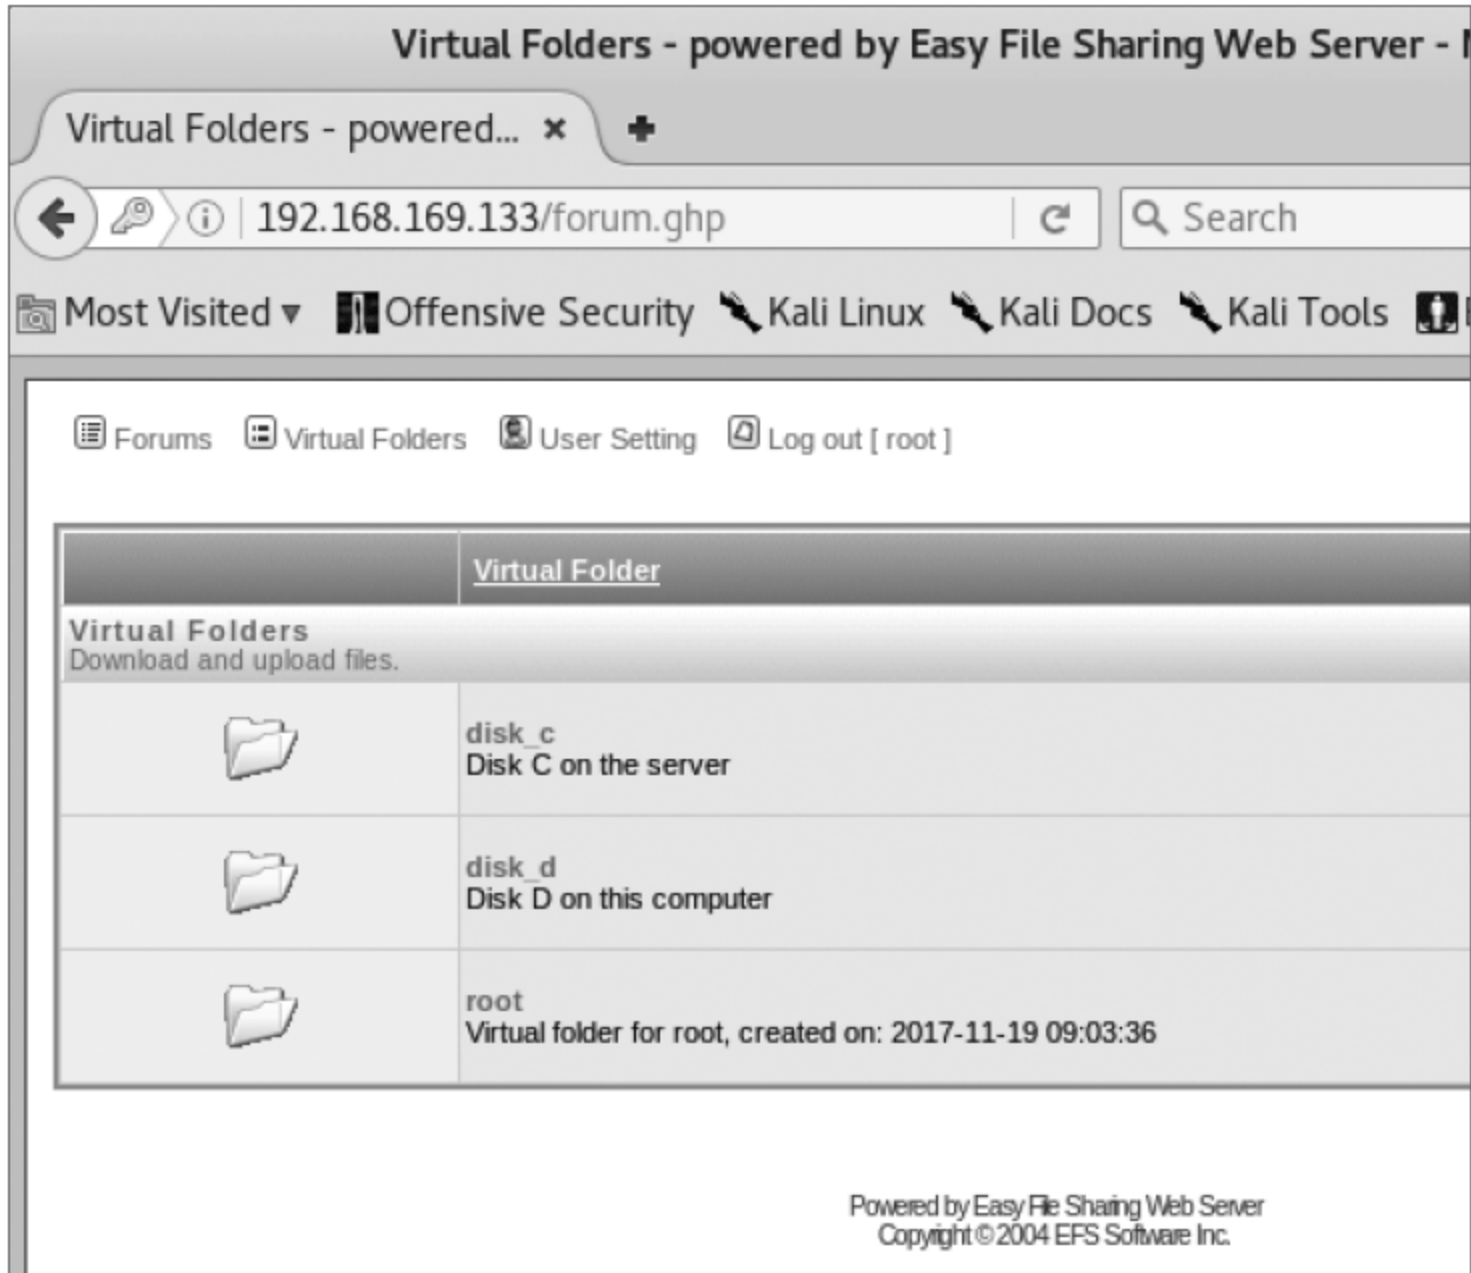 Virtual Folders - powered by Easy File Sharing Web Server -
Virtual Folders - powered...
192.168.169.133/forum.ghp
Search
Most Visited Offensive Security Kali Linux Kali Docs Kali Tools
Forums Virtual Folders User Setting Log out [ root ]
Virtual Folder
Virtual Folders
Download and upload files.
disk_c
Disk C on the server
disk_d
Disk D on this computer
root
Virtual folder for root, created on: 2017-11-19 09:03:36
Powered by Easy File Sharing Web Server
Copyright © 2004 EFS Software Inc.